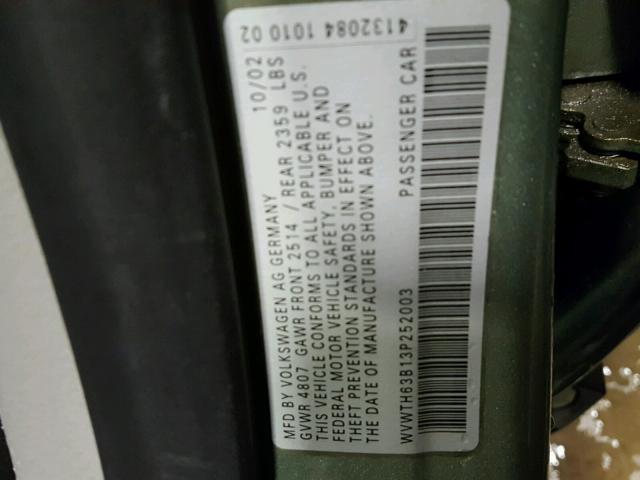 4132084 1010 02
MFD BY VOLKSWAGEN AG GERMANY 10/02
GVWR 4807 GAWR FRONT 2514 / REAR 2359 LBS
THIS VEHICLE CONFORMS TO ALL APPLICABLE U.S.
FEDERAL MOTOR VEHICLE SAFETY, BUMPER AND
THEFT PREVENTION STANDARDS IN EFFECT ON
THE DATE OF MANUFACTURE SHOWN ABOVE.
WVWTH63B13P252003 PASSENGER CAR